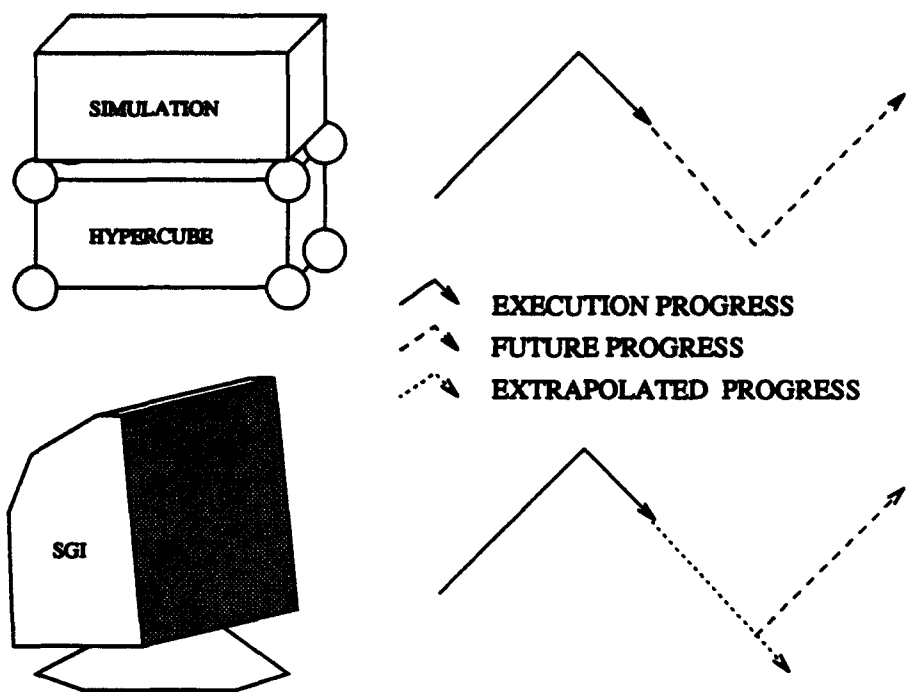 SIMULATION
HYPERCUBE
EXECUTION PROGRESS
FUTURE PROGRESS
EXTRAPOLATED PROGRESS
SGI